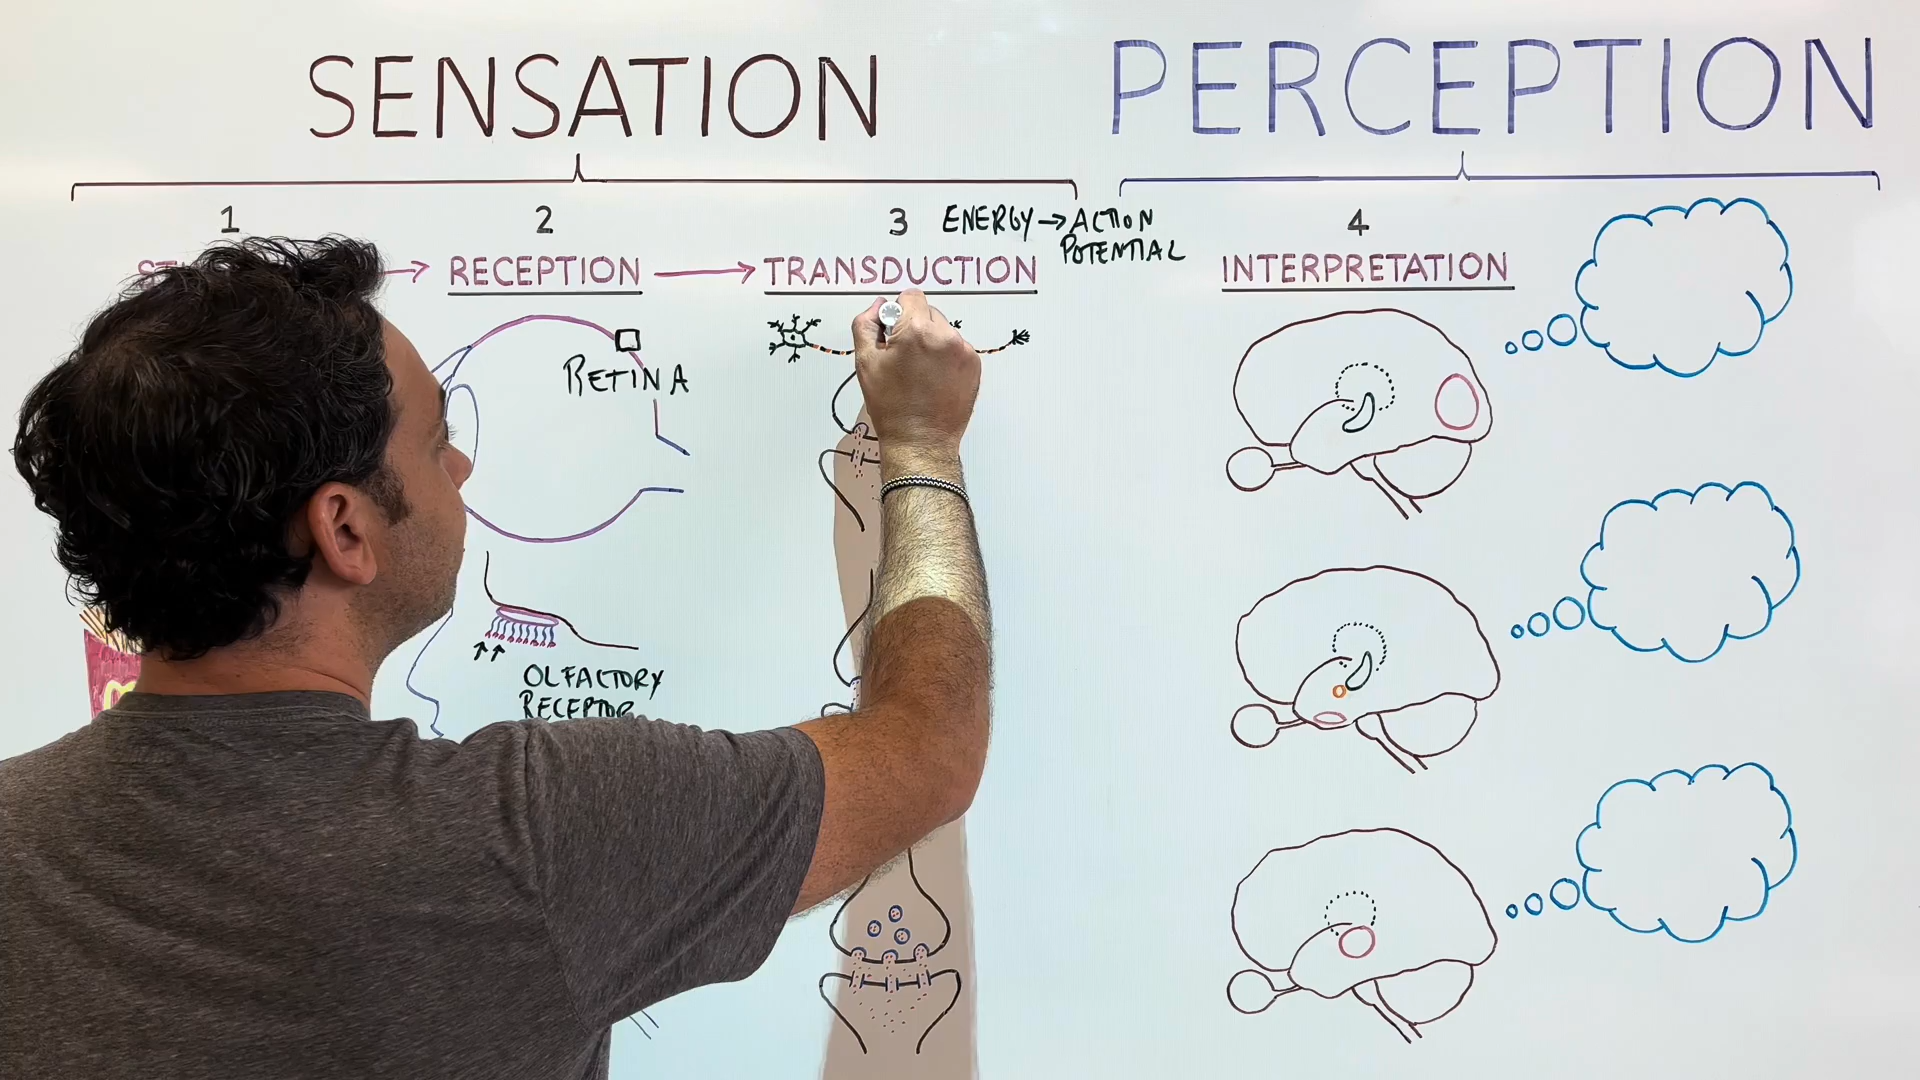 SENSATION
PERCEPTION
1
2
3
4
ENERGY → ACTION
POTENTIAL
RECEPTION
TRANSDUCTION
INTERPRETATION
RETINA
OLFACTORY
RECEPTOR